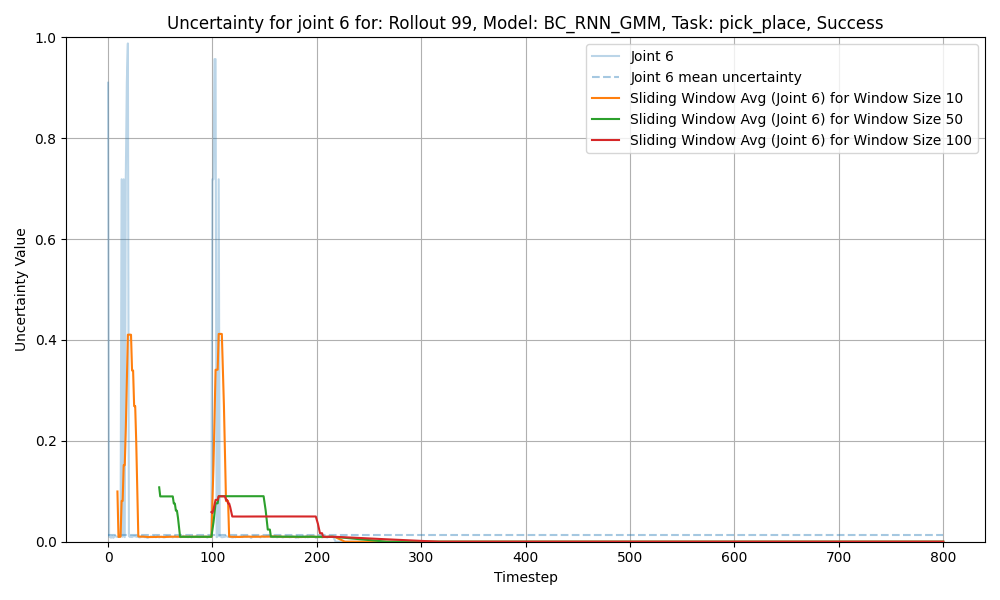 Uncertainty for joint 6 for: Rollout 99, Model: BC_RNN_GMM, Task: pick_place, Success
Joint 6
Joint 6 mean uncertainty
Sliding Window Avg (Joint 6) for Window Size 10
Sliding Window Avg (Joint 6) for Window Size 50
Sliding Window Avg (Joint 6) for Window Size 100
Uncertainty Value
1.0
0.8
0.6
0.4
0.2
0.0
0 100 200 300 400 500 600 700 800
Timestep